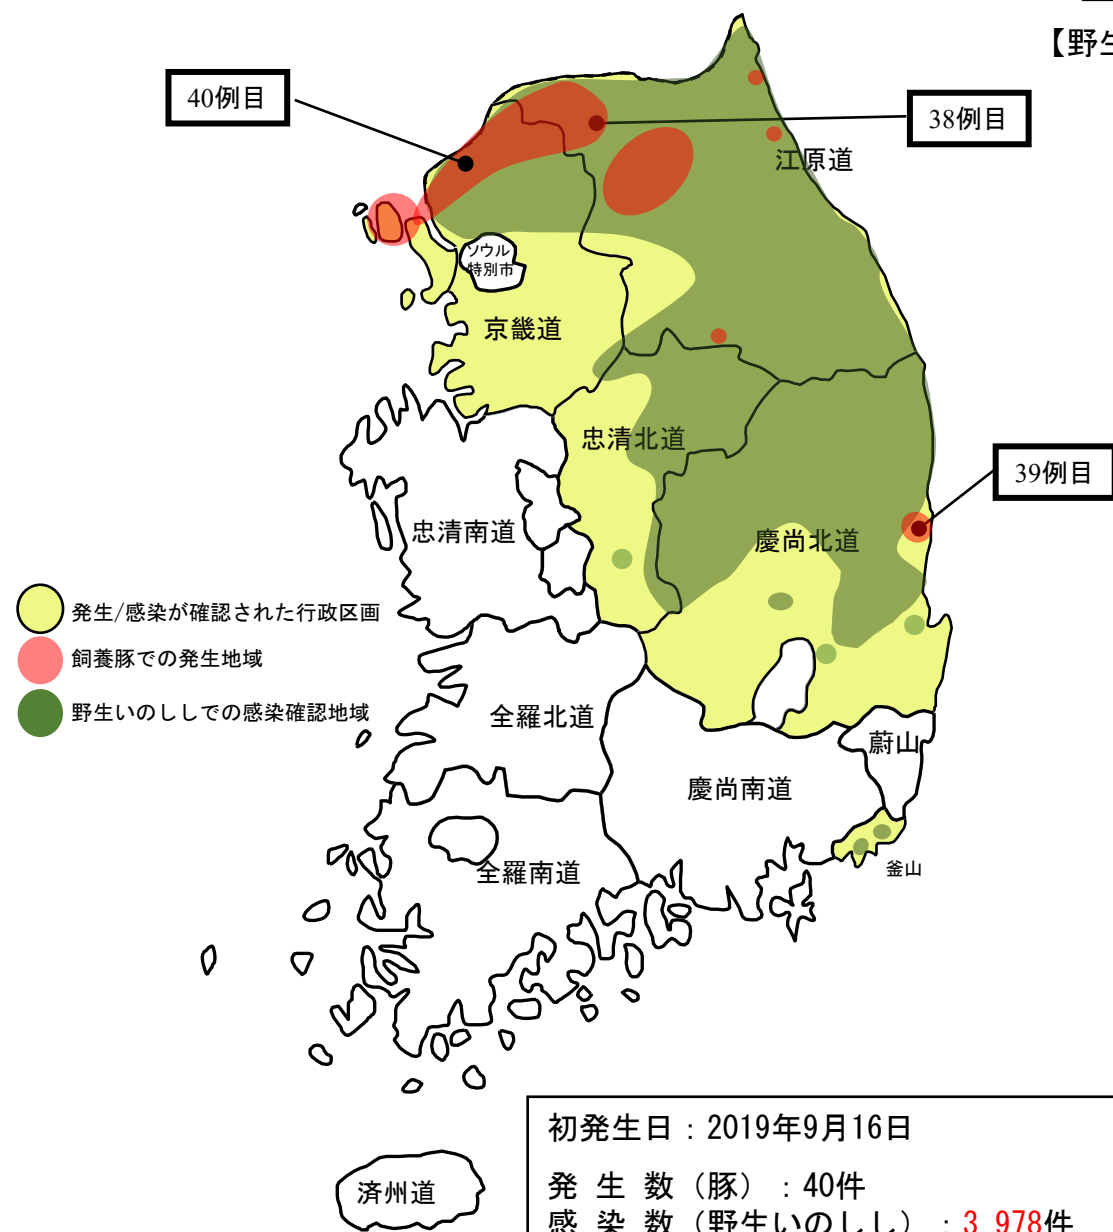 【野生
40例目
38例目
江原道
ソウル
特別市
京畿道
忠清北道
39例目
忠清南道
慶尚北道
発生/感染が確認された行政区画
飼養豚での発生地域
野生いのししでの感染確認地域
全羅北道
蔚山
慶尚南道
全羅南道
釜山
済州道
初発生日：2019年9月16日
発 生 数（豚）：40件
感 染 数（野生いのしし）：3,978件